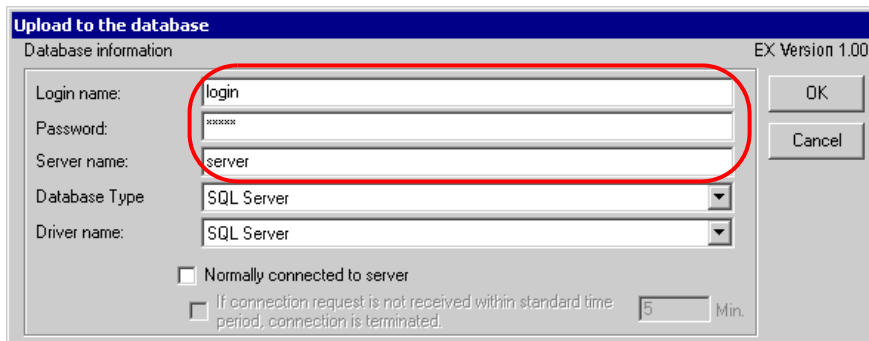 Upload to the database
Database information
EX Version 1.00
Login name:
login
OK
Password:
*****
Cancel
Server name:
server
Database Type
SQL Server
Driver name:
SQL Server
Normally connected to server
If connection request is not received within standard time
period, connection is terminated.
5
Min.